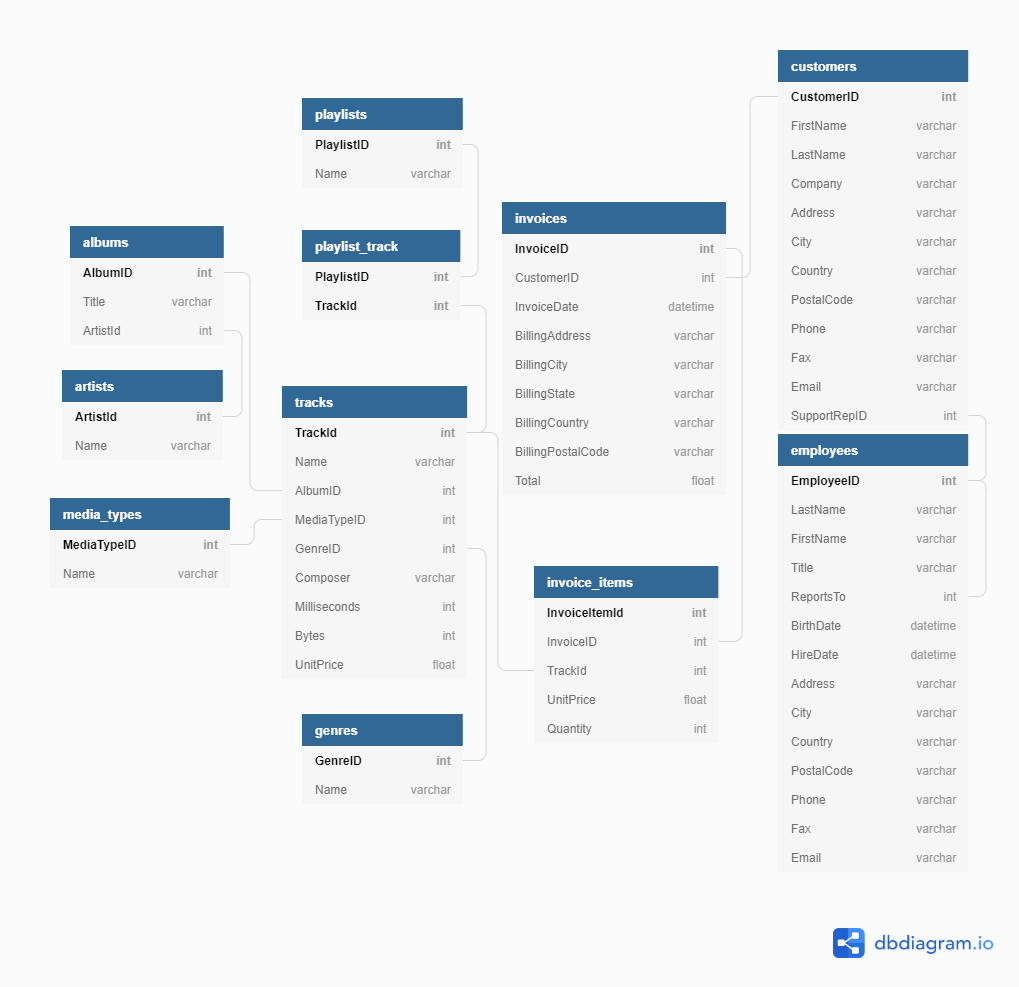 customers
CustomerID int
FirstName varchar
LastName varchar
Company varchar
Address varchar
City varchar
Country varchar
PostalCode varchar
Phone varchar
Fax varchar
Email varchar
SupportRepID int
playlists
PlaylistID int
Name varchar
invoices
InvoiceID int
CustomerID int
InvoiceDate datetime
BillingAddress varchar
BillingCity varchar
BillingState varchar
BillingCountry varchar
BillingPostalCode varchar
Total float
albums
AlbumID int
Title varchar
ArtistId int
playlist_track
PlaylistID int
TrackId int
artists
ArtistId int
Name varchar
tracks
TrackId int
Name varchar
AlbumID int
MediaTypeID int
GenreID int
Composer varchar
Milliseconds int
Bytes int
UnitPrice float
employees
EmployeeID int
LastName varchar
FirstName varchar
Title varchar
ReportsTo int
BirthDate datetime
HireDate datetime
Address varchar
City varchar
Country varchar
PostalCode varchar
Phone varchar
Fax varchar
Email varchar
media_types
MediaTypeID int
Name varchar
invoice_items
InvoiceItemId int
InvoiceID int
TrackId int
UnitPrice float
Quantity int
genres
GenreID int
Name varchar
dbdiagram.io